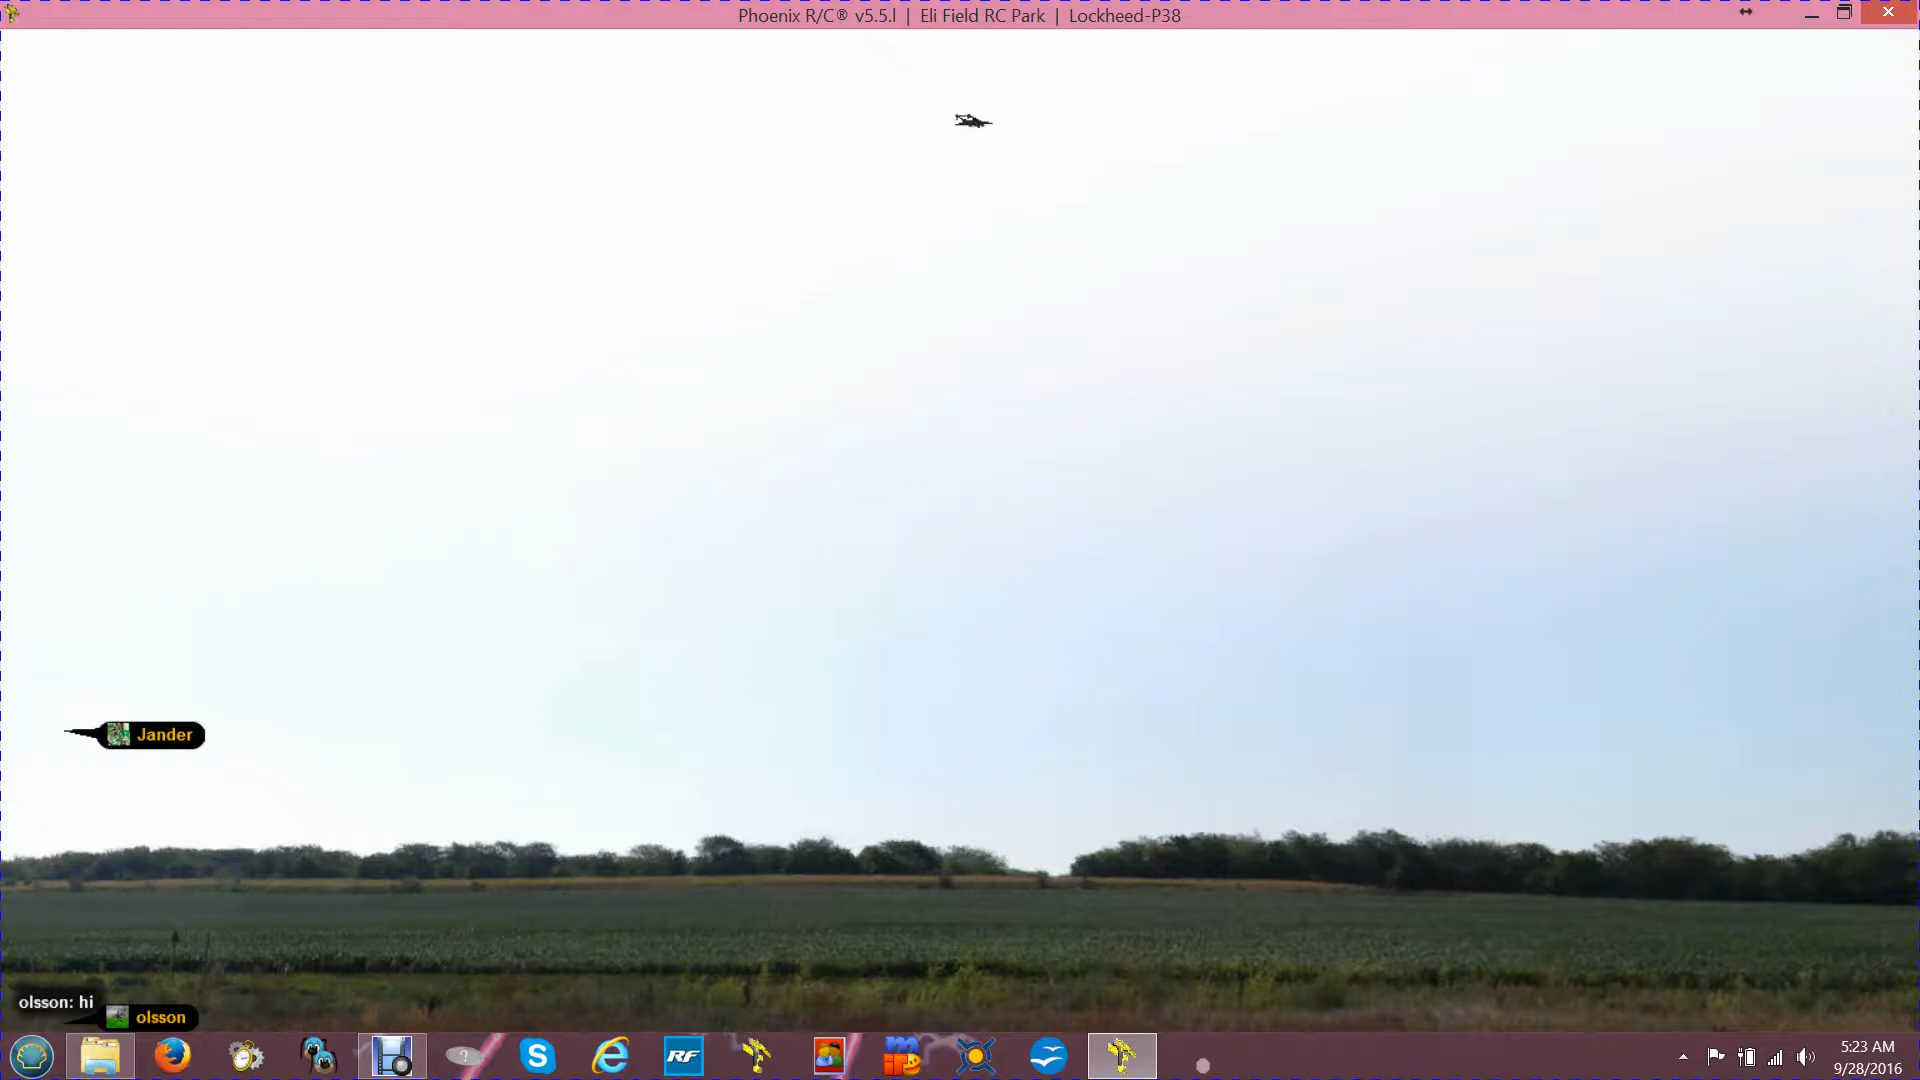 Phoenix R/C® v5.5.l | Eli Field RC Park | Lockheed-P38
Jander
olsson: hi
olsson
RF
5:23 AM
9/28/2016